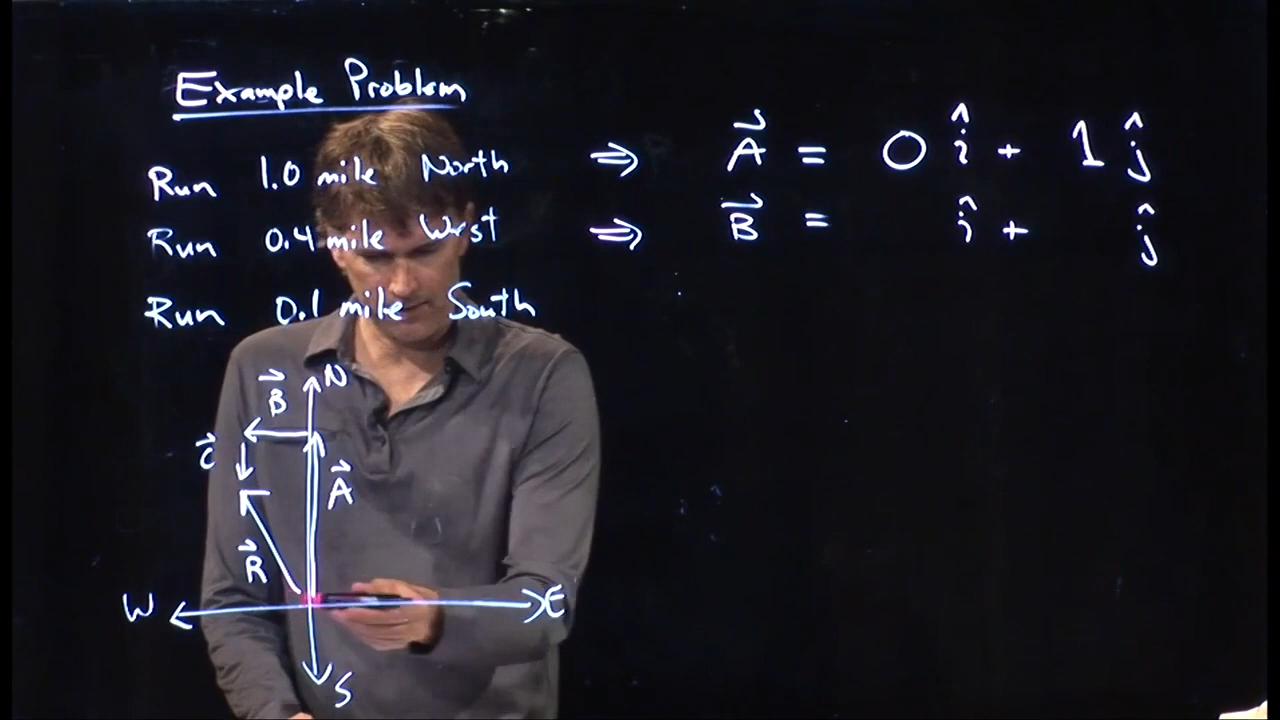 Example Problem
Run 1.0 mile North ⇒ A⃗ = 0 î + 1 ĵ
Run 0.4 mile West ⇒ B⃗ = î + ĵ
Run 0.1 mile South
N
B⃗
C⃗
A⃗
R⃗
W E
S